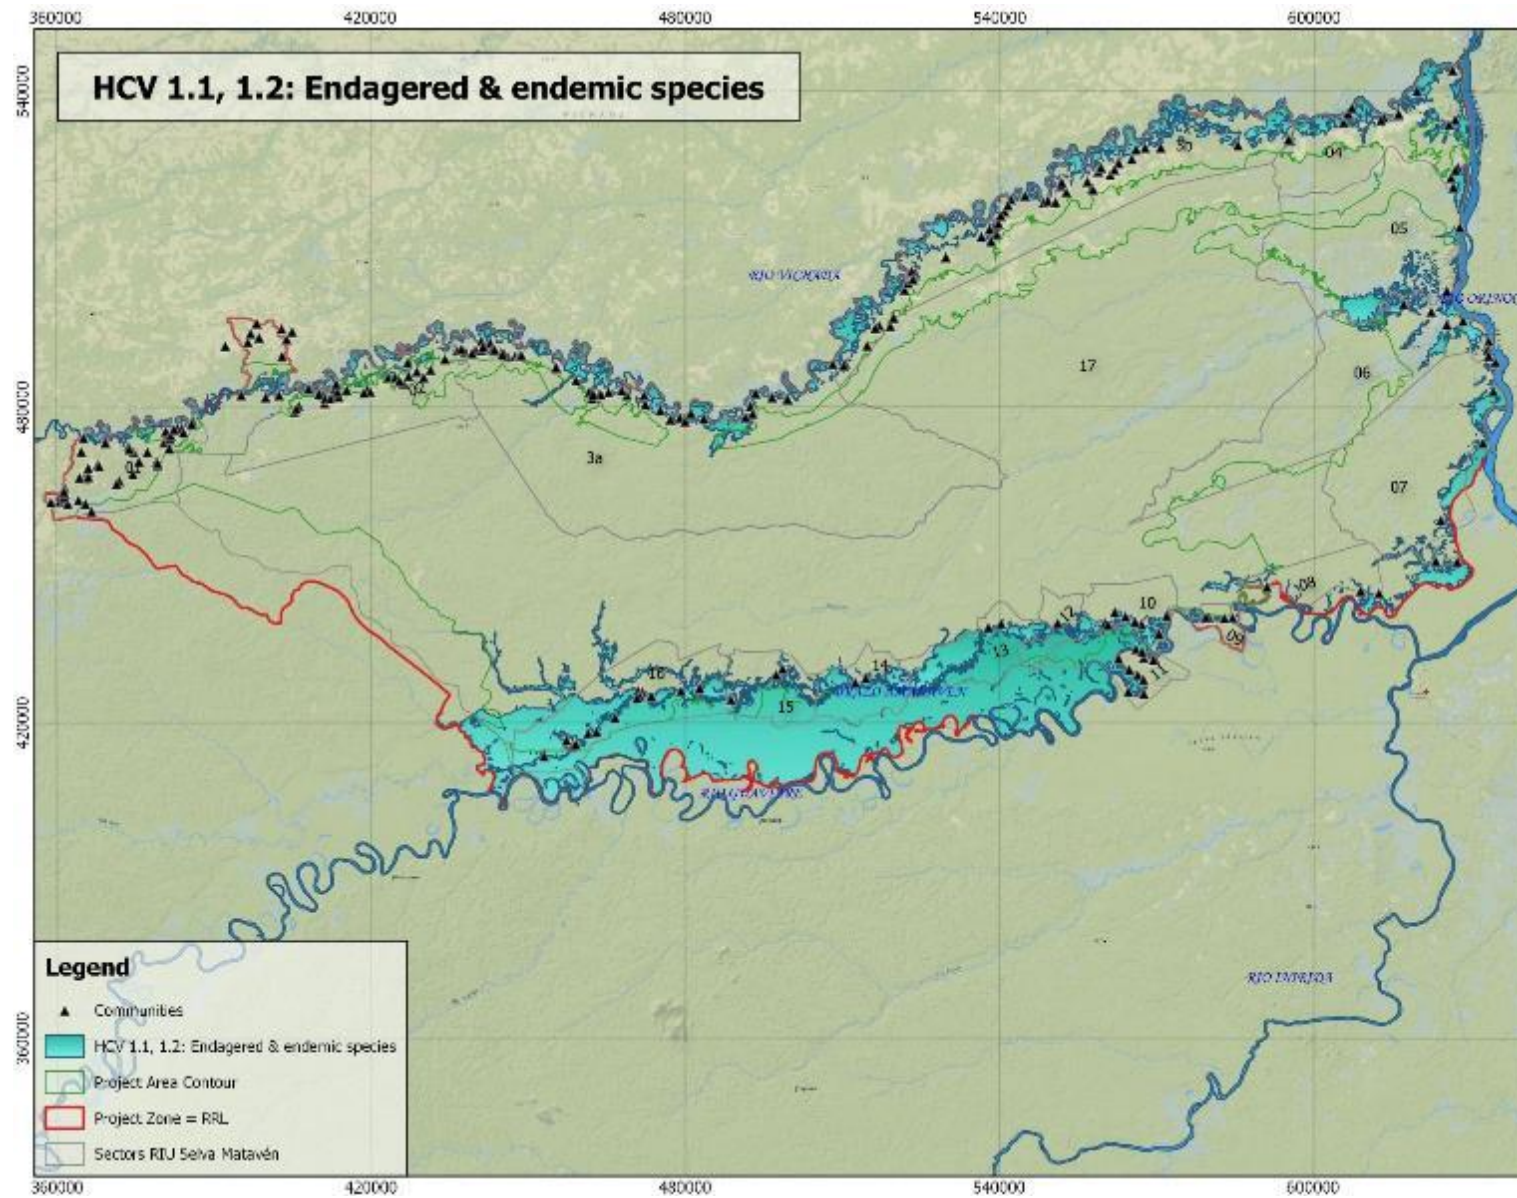 360000 420000 480000 540000 600000
HCV 1.1, 1.2: Endagered & endemic species
540000
480000
420000
360000
3b
04
05
RIO VICHADA
17
06
02
01
3a
07
08
10
12
09
13
11
14
16
15
RIO INIRIDA
Legend
Communities
HCV 1.1, 1.2: Endagered & endemic species
Project Area Contour
Project Zone = RRL
Sectors RIU Selva Matavén
360000 420000 480000 540000 600000